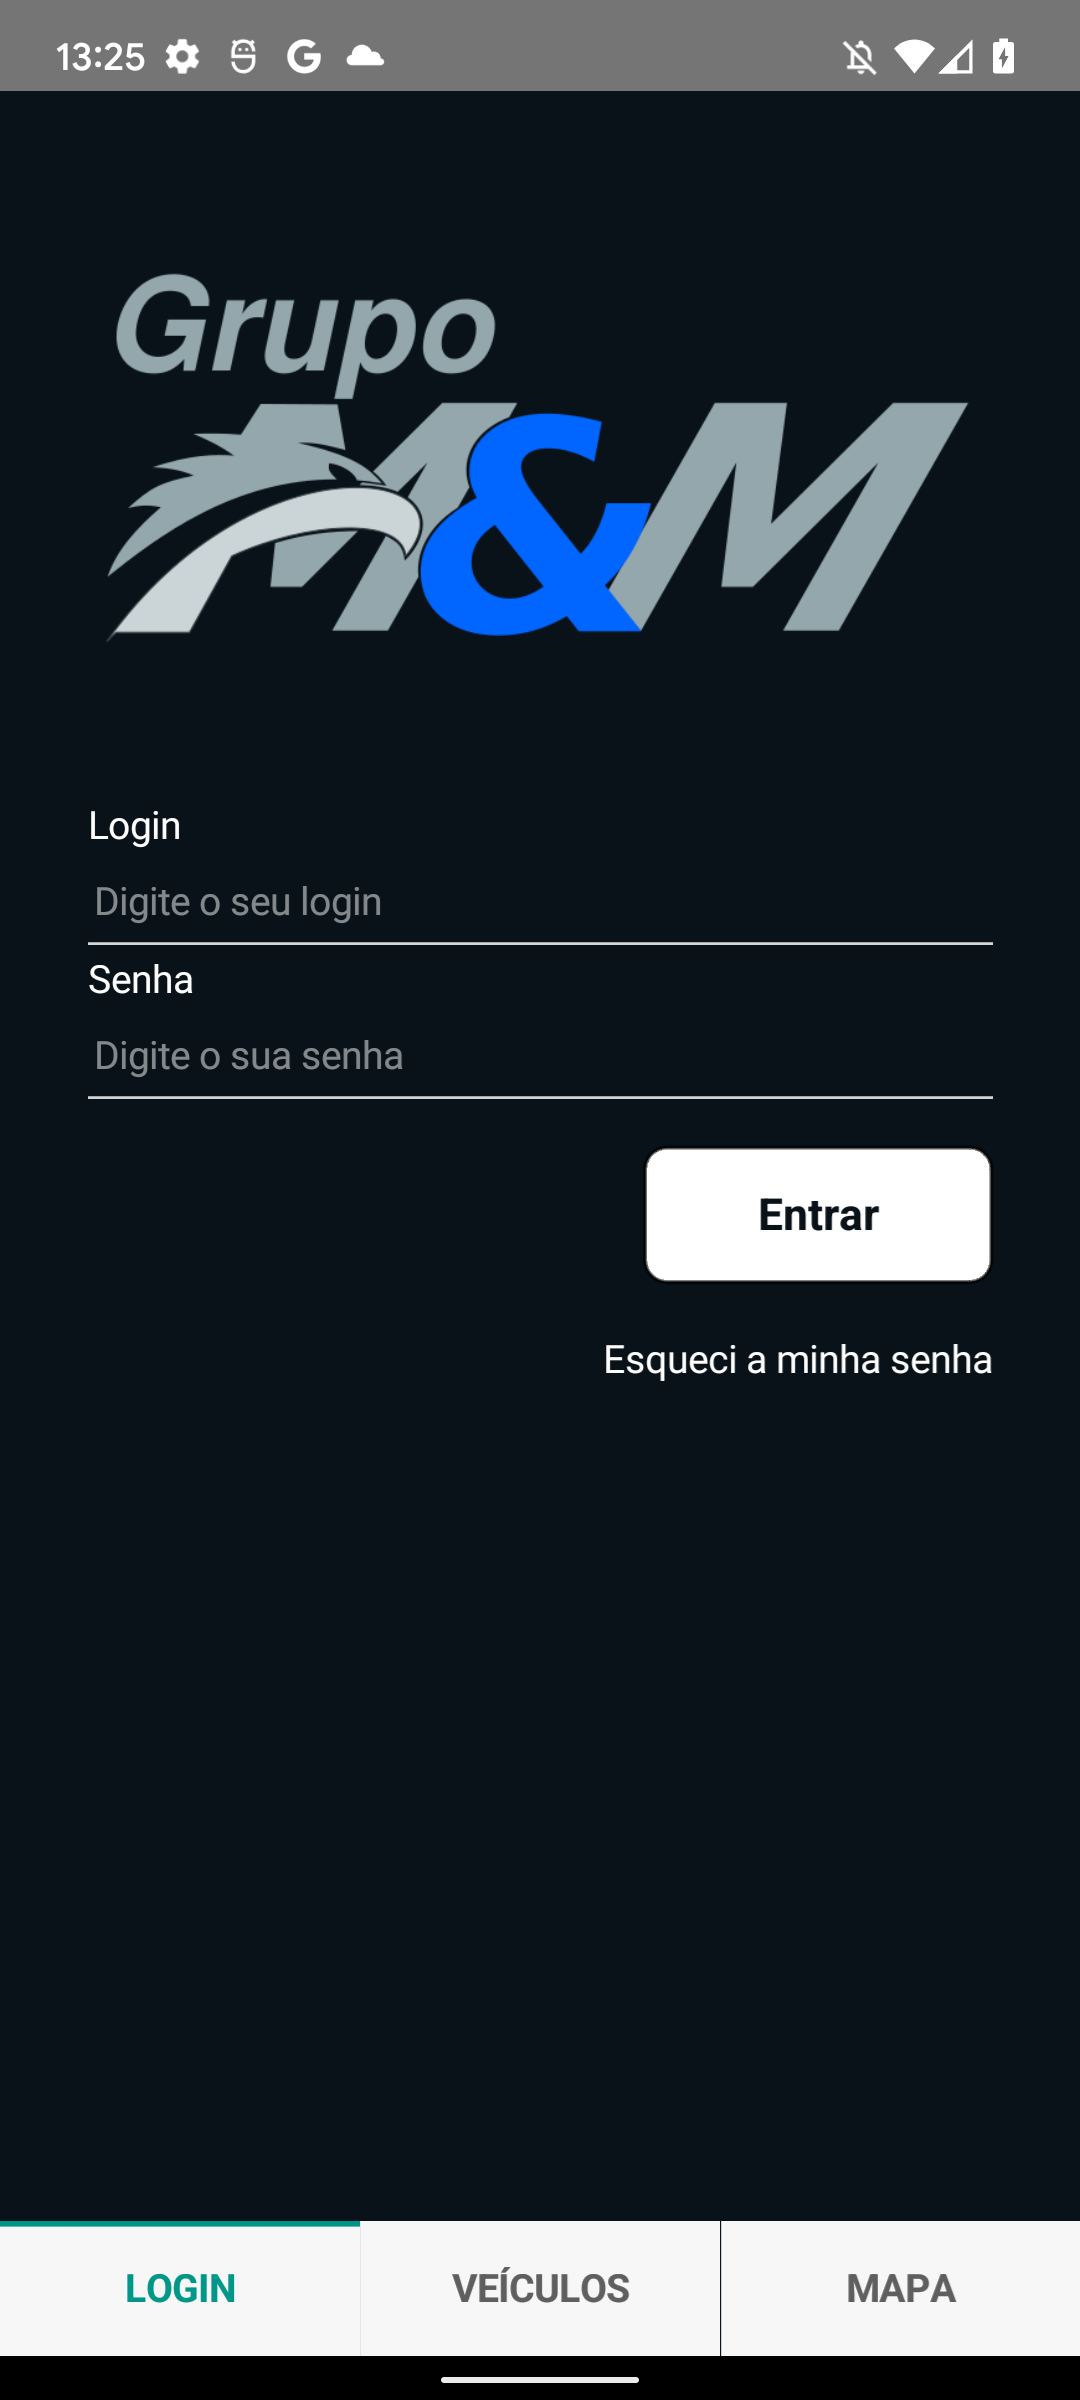 13:25
Grupo
M&M
Login
Digite o seu login
Senha
Digite o sua senha
Entrar
Esqueci a minha senha
LOGIN VEÍCULOS MAPA